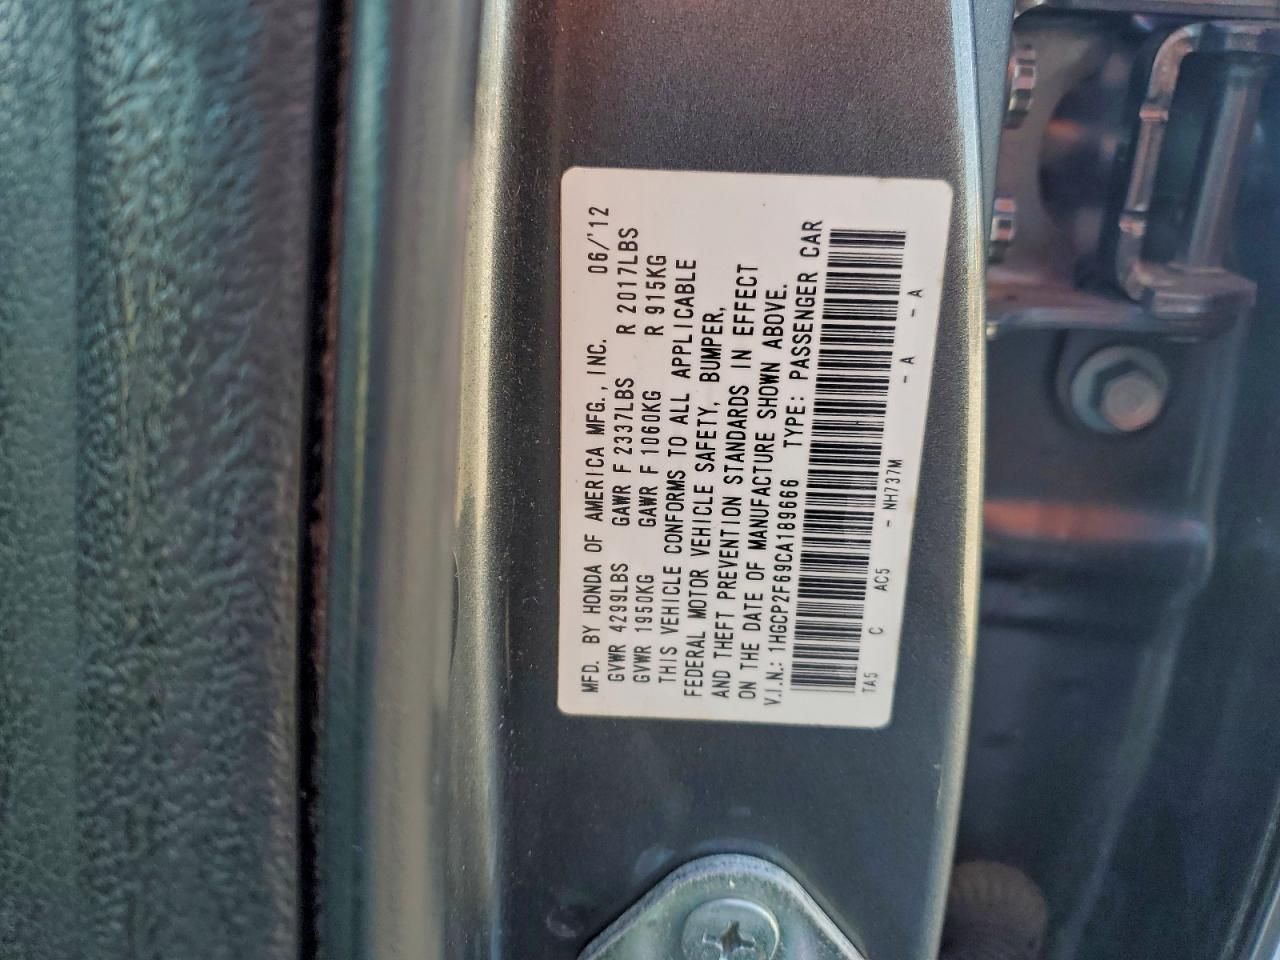 MFD. BY HONDA OF AMERICA MFG., INC. 06/'12
GVWR 4299LBS GAWR F 2337LBS R 2017LBS
GVWR 1950KG GAWR F 1060KG R 915KG
THIS VEHICLE CONFORMS TO ALL APPLICABLE
FEDERAL MOTOR VEHICLE SAFETY, BUMPER,
AND THEFT PREVENTION STANDARDS IN EFFECT
ON THE DATE OF MANUFACTURE SHOWN ABOVE.
V.I.N.: 1HGCP2F69CA189666 TYPE: PASSENGER CAR
TA5 C AC5 - NH737M - A - A